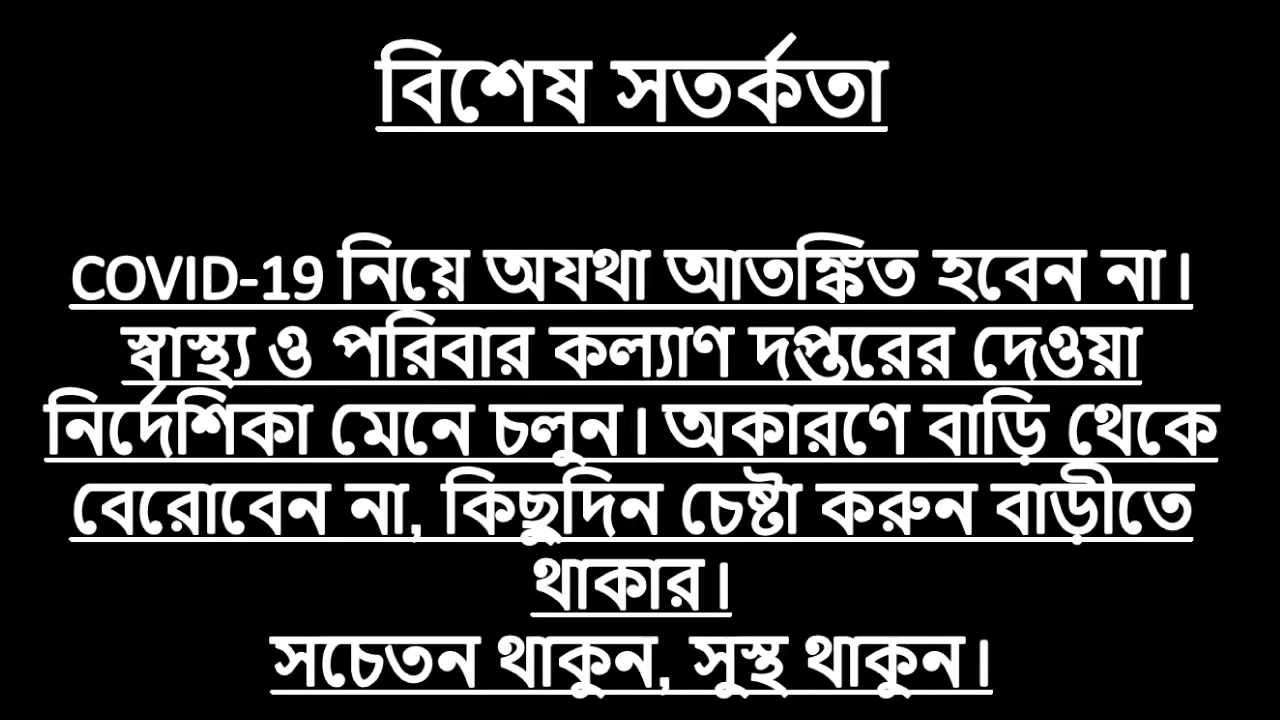 বিশেষ সতর্কতা
COVID-19 নিয়ে অযথা আতঙ্কিত হবেন না।
স্বাস্থ্য ও পরিবার কল্যাণ দপ্তরের দেওয়া
নির্দেশিকা মেনে চলুন। অকারণে বাড়ি থেকে
বেরোবেন না, কিছুদিন চেষ্টা করুন বাড়ীতে
থাকার।
সচেতন থাকুন, সুস্থ থাকুন।